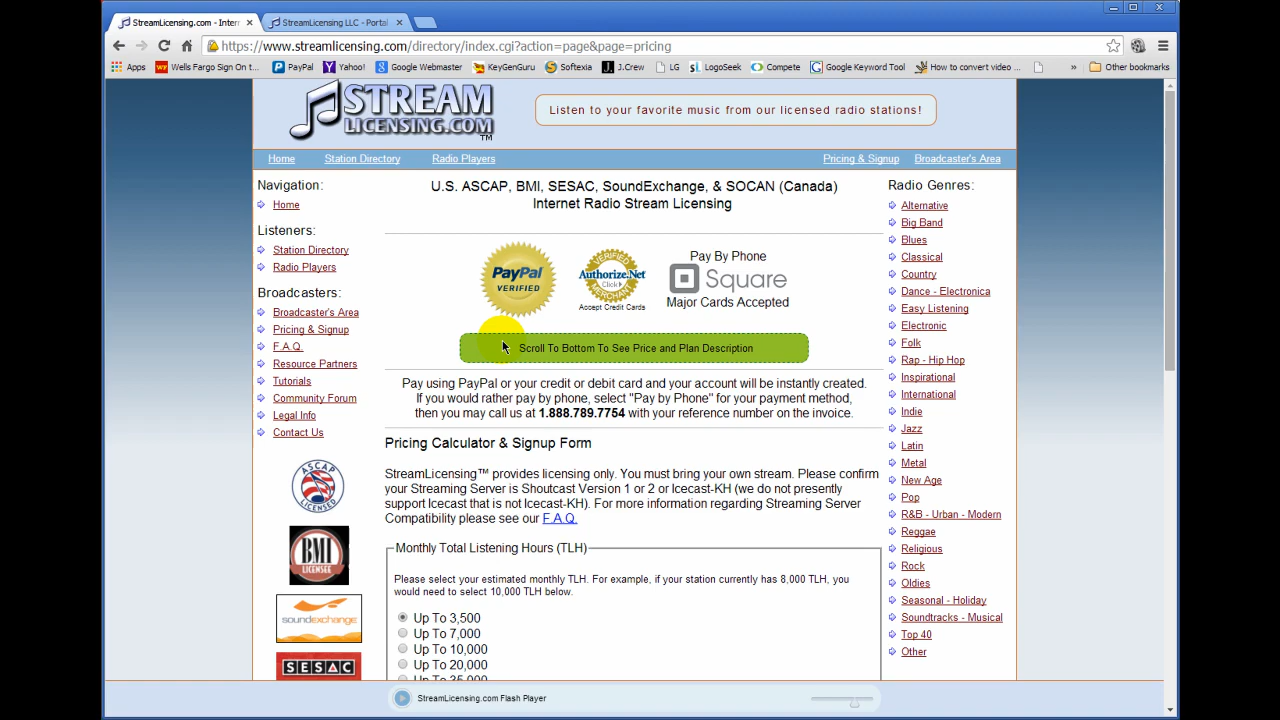 StreamLicensing.com - Intern
StreamLicensing LLC - Portal
https://www.streamlicensing.com/directory/index.cgi?action=page&page=pricing
Apps
Wells Fargo Sign On t...
PayPal
Yahoo!
Google Webmaster
KeyGenGuru
Softexia
J.Crew
LG
LogoSeek
Compete
Google Keyword Tool
How to convert video ...
»
Other bookmarks
STREAM
LICENSING.COM
TM
Listen to your favorite music from our licensed radio stations!
Home
Station Directory
Radio Players
Pricing & Signup
Broadcaster's Area
Navigation:
Home
Listeners:
Station Directory
Radio Players
Broadcasters:
Broadcaster's Area
Pricing & Signup
F.A.Q.
Resource Partners
Tutorials
Community Forum
Legal Info
Contact Us
ASCAP
LICENSED
BMI
LICENSEE
soundexchange
SESAC
U.S. ASCAP, BMI, SESAC, SoundExchange, & SOCAN (Canada)
Internet Radio Stream Licensing
PayPal
VERIFIED
VERIFIED
Authorize.Net
Click
MERCHANT
Accept Credit Cards
Pay By Phone
Square
Major Cards Accepted
Scroll To Bottom To See Price and Plan Description
Pay using PayPal or your credit or debit card and your account will be instantly created.
If you would rather pay by phone, select "Pay by Phone" for your payment method,
then you may call us at 1.888.789.7754 with your reference number on the invoice.
Pricing Calculator & Signup Form
StreamLicensing™ provides licensing only. You must bring your own stream. Please confirm
your Streaming Server is Shoutcast Version 1 or 2 or Icecast-KH (we do not presently
support Icecast that is not Icecast-KH). For more information regarding Streaming Server
Compatibility please see our F.A.Q.
Monthly Total Listening Hours (TLH)
Please select your estimated monthly TLH. For example, if your station currently has 8,000 TLH, you
would need to select 10,000 TLH below.
Up To 3,500
Up To 7,000
Up To 10,000
Up To 20,000
Up To 35,000
Radio Genres:
Alternative
Big Band
Blues
Classical
Country
Dance - Electronica
Easy Listening
Electronic
Folk
Rap - Hip Hop
Inspirational
International
Indie
Jazz
Latin
Metal
New Age
Pop
R&B - Urban - Modern
Reggae
Religious
Rock
Oldies
Seasonal - Holiday
Soundtracks - Musical
Top 40
Other
StreamLicensing.com Flash Player